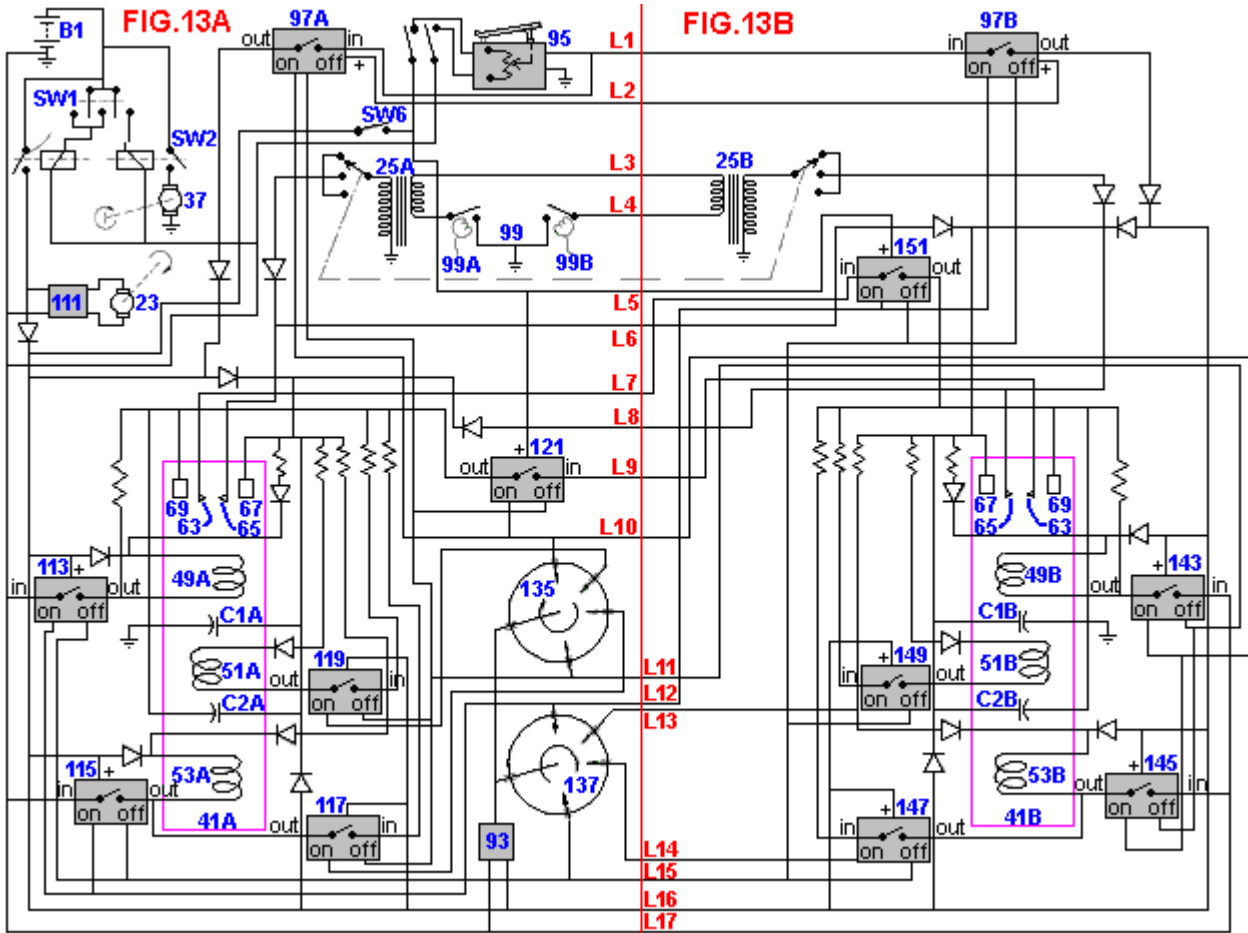 FIG.13A
FIG.13B
B1
97A
97B
out in
on off +
95
L1
in out
on off +
L2
SW1
SW6
SW2
37
25A
L3
25B
L4
99
99A
99B
+ 151
in out
on off
111
23
L5
L6
L7
L8
+ 121
out in
on off
L9
69
63
67
65
67
65
69
63
L10
113 +
in out
on off
49A
135
49B
+ 143
out in
on off
C1A
C1B
51A
119
out
on off
L11
+ 149
in out
on off
51B
C2A
L12
L13
C2B
115 +
in out
on off
53A
137
53B
+ 145
out in
on off
41A
117
out in
on off
93
L14
+ 147
in out
on off
41B
L15
L16
L17